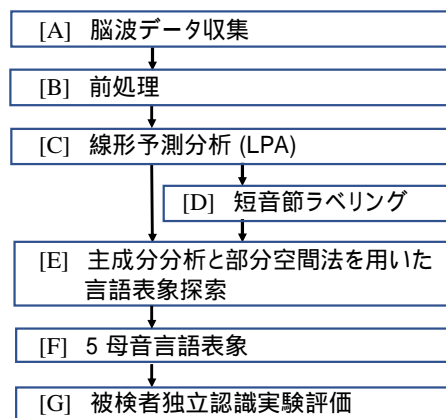 [A] 脳波データ収集
[B] 前処理
[C] 線形予測分析 (LPA)
[D] 短音節ラベリング
[E] 主成分分析と部分空間法を用いた
言語表象探索
[F] 5 母音言語表象
[G] 被検者独立認識実験評価